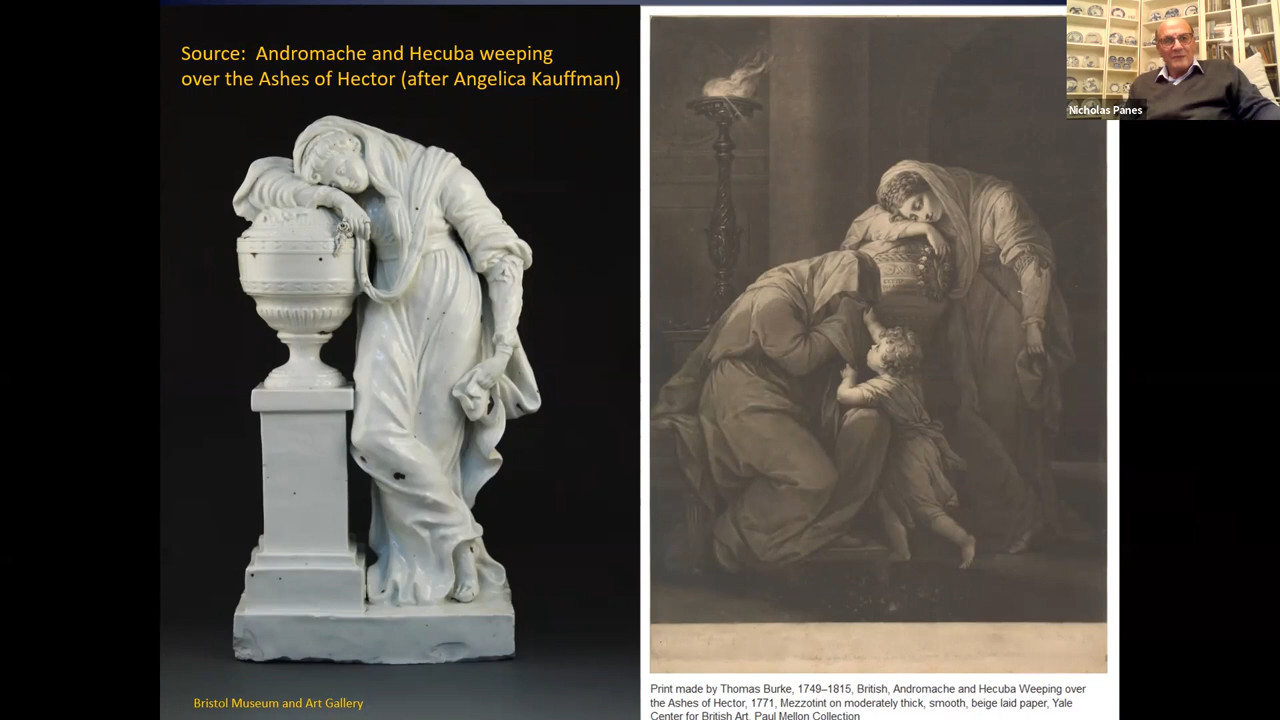 Source:  Andromache and Hecuba weeping
over the Ashes of Hector (after Angelica Kauffman)
Nicholas Panes
Bristol Museum and Art Gallery
Print made by Thomas Burke, 1749–1815, British, Andromache and Hecuba Weeping over
the Ashes of Hector, 1771, Mezzotint on moderately thick, smooth, beige laid paper, Yale
Center for British Art, Paul Mellon Collection